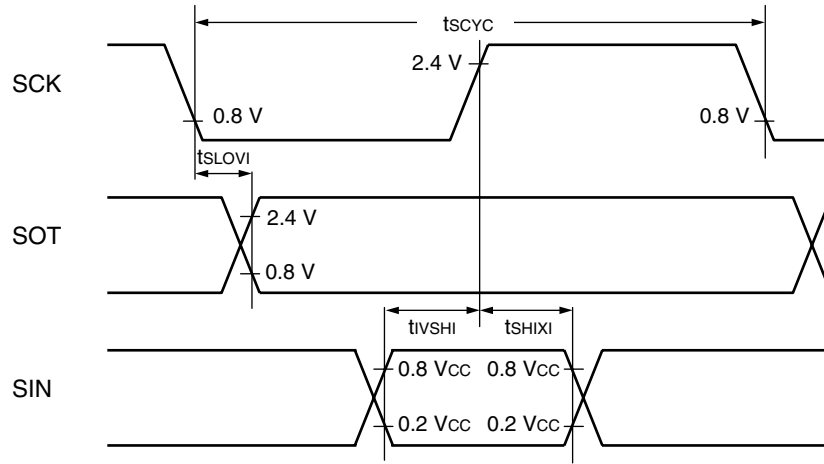 tSCYC
SCK
2.4 V
0.8 V
0.8 V
tSLOVI
SOT
2.4 V
0.8 V
tIVSHI
tSHIXI
SIN
0.8 VCC
0.8 VCC
0.2 VCC
0.2 VCC